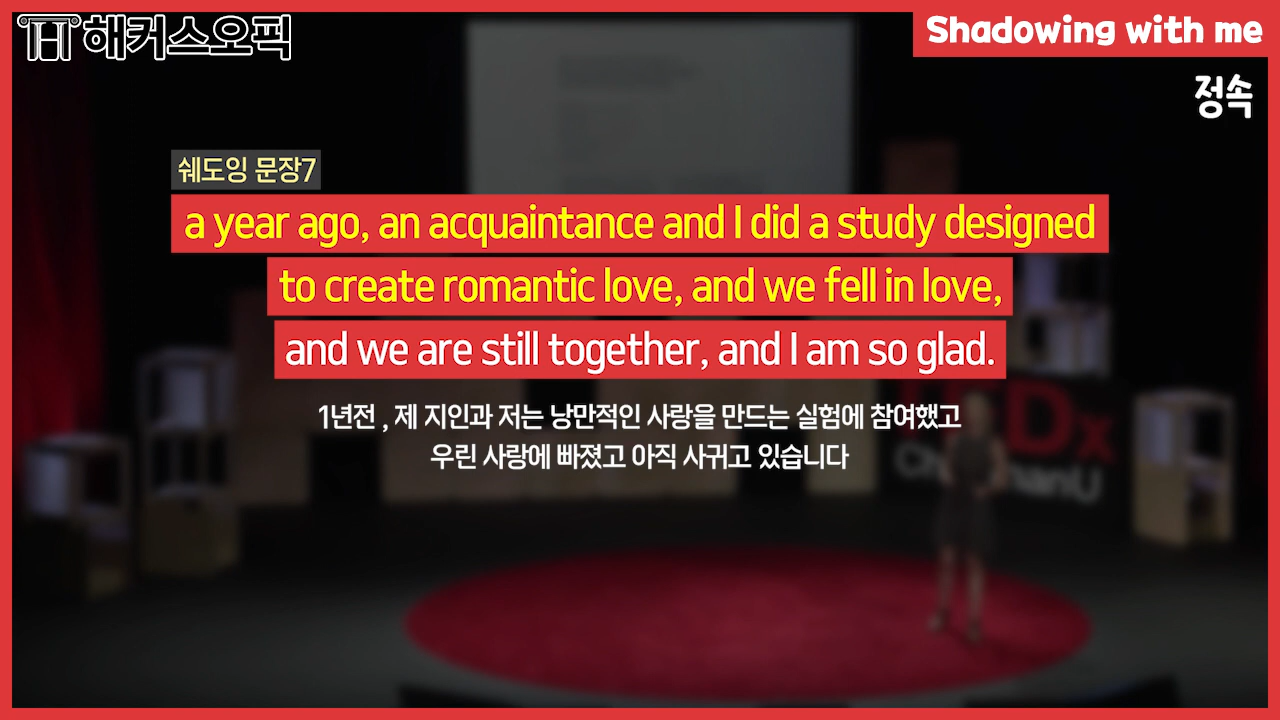 해커스오픽
Shadowing with me
정속
쉐도잉 문장7
a year ago, an acquaintance and I did a study designed
to create romantic love, and we fell in love,
and we are still together, and I am so glad.
1년전 , 제 지인과 저는 낭만적인 사랑을 만드는 실험에 참여했고
우린 사랑에 빠졌고 아직 사귀고 있습니다